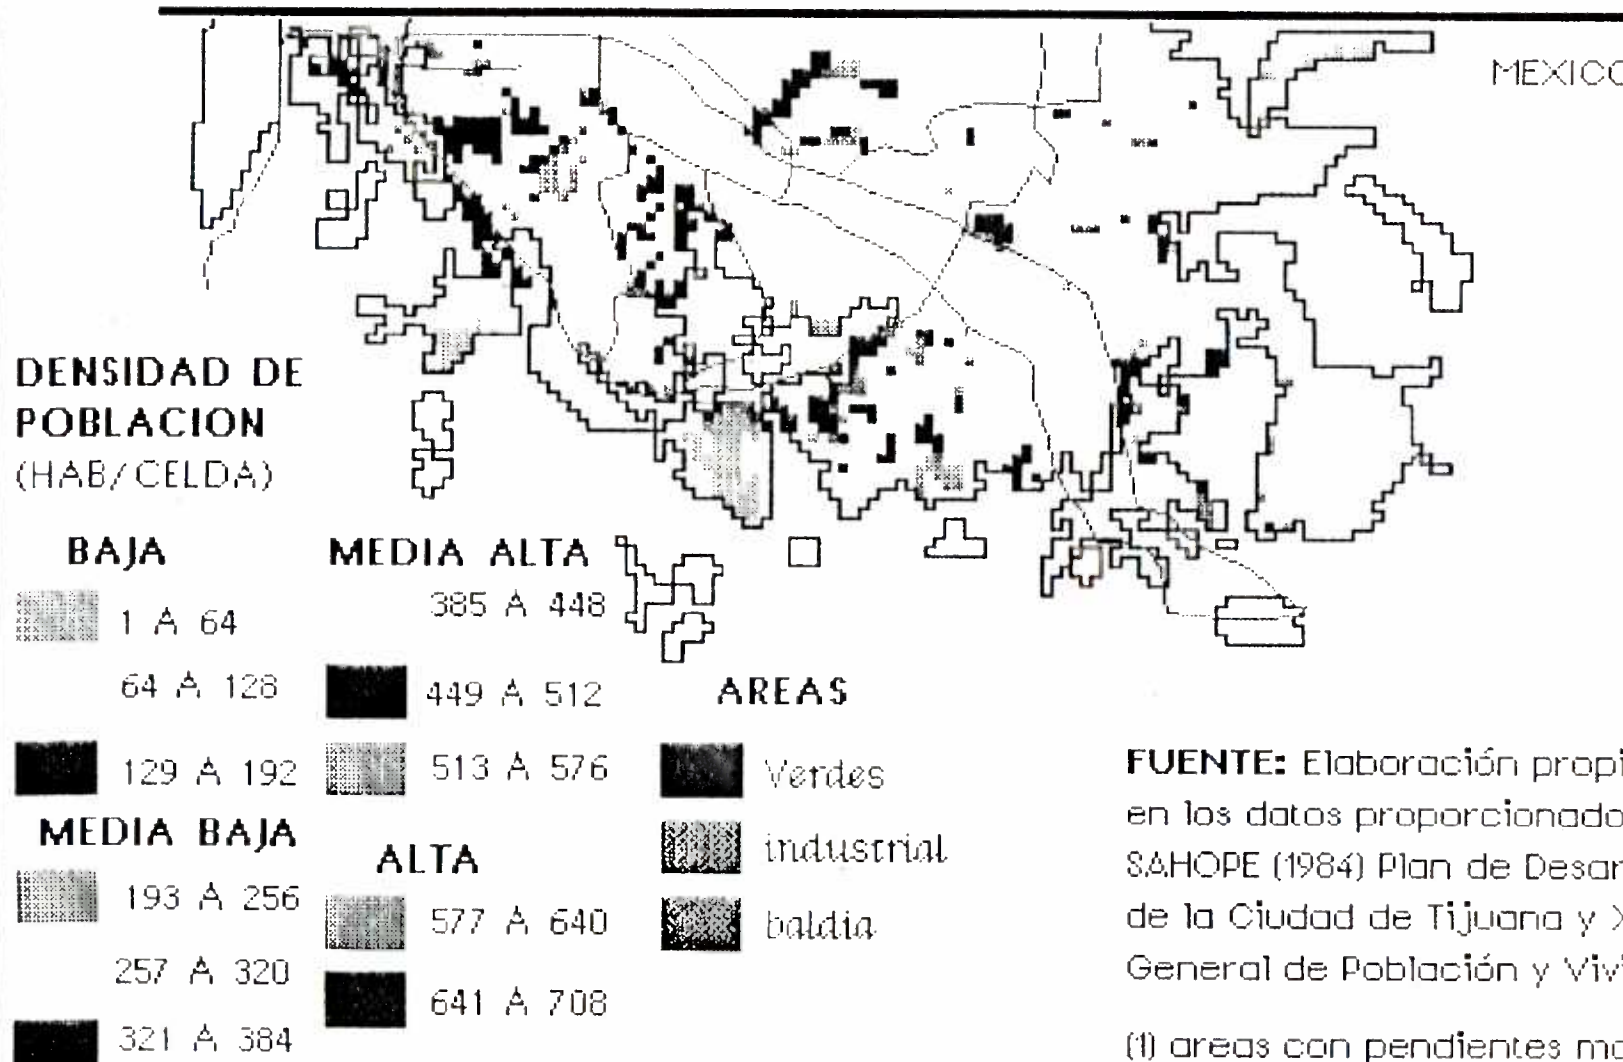 MEXICO
DENSIDAD DE
POBLACION
(HAB/CELDA)
BAJA
1 A 64
64 A 128
129 A 192
MEDIA BAJA
193 A 256
257 A 320
321 A 384
MEDIA ALTA
385 A 448
449 A 512
513 A 576
ALTA
577 A 640
641 A 708
AREAS
Verdes
industrial
baldia
FUENTE: Elaboración propi
en los datos proporcionado
SAHOPE (1984) Plan de Desar
de la Ciudad de Tijuana y
General de Población y Viv
(1) areas con pendientes